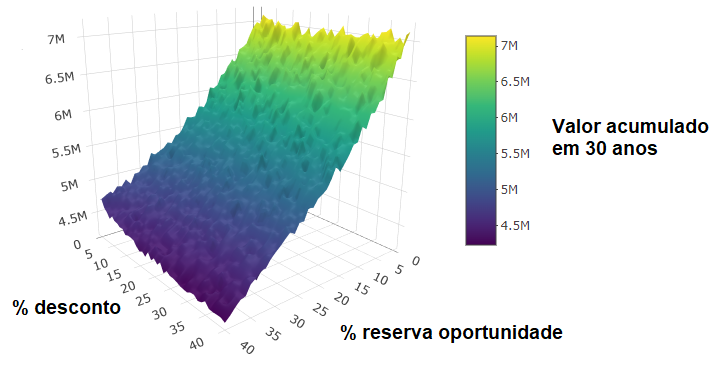 7M
6.5M
6M
5.5M
5M
4.5M
0
5
10
15
20
25
30
35
40
% desconto
40
35
30
25
20
15
10
5
0
% reserva oportunidade
7M
6.5M
6M
5.5M
5M
4.5M
Valor acumulado
em 30 anos